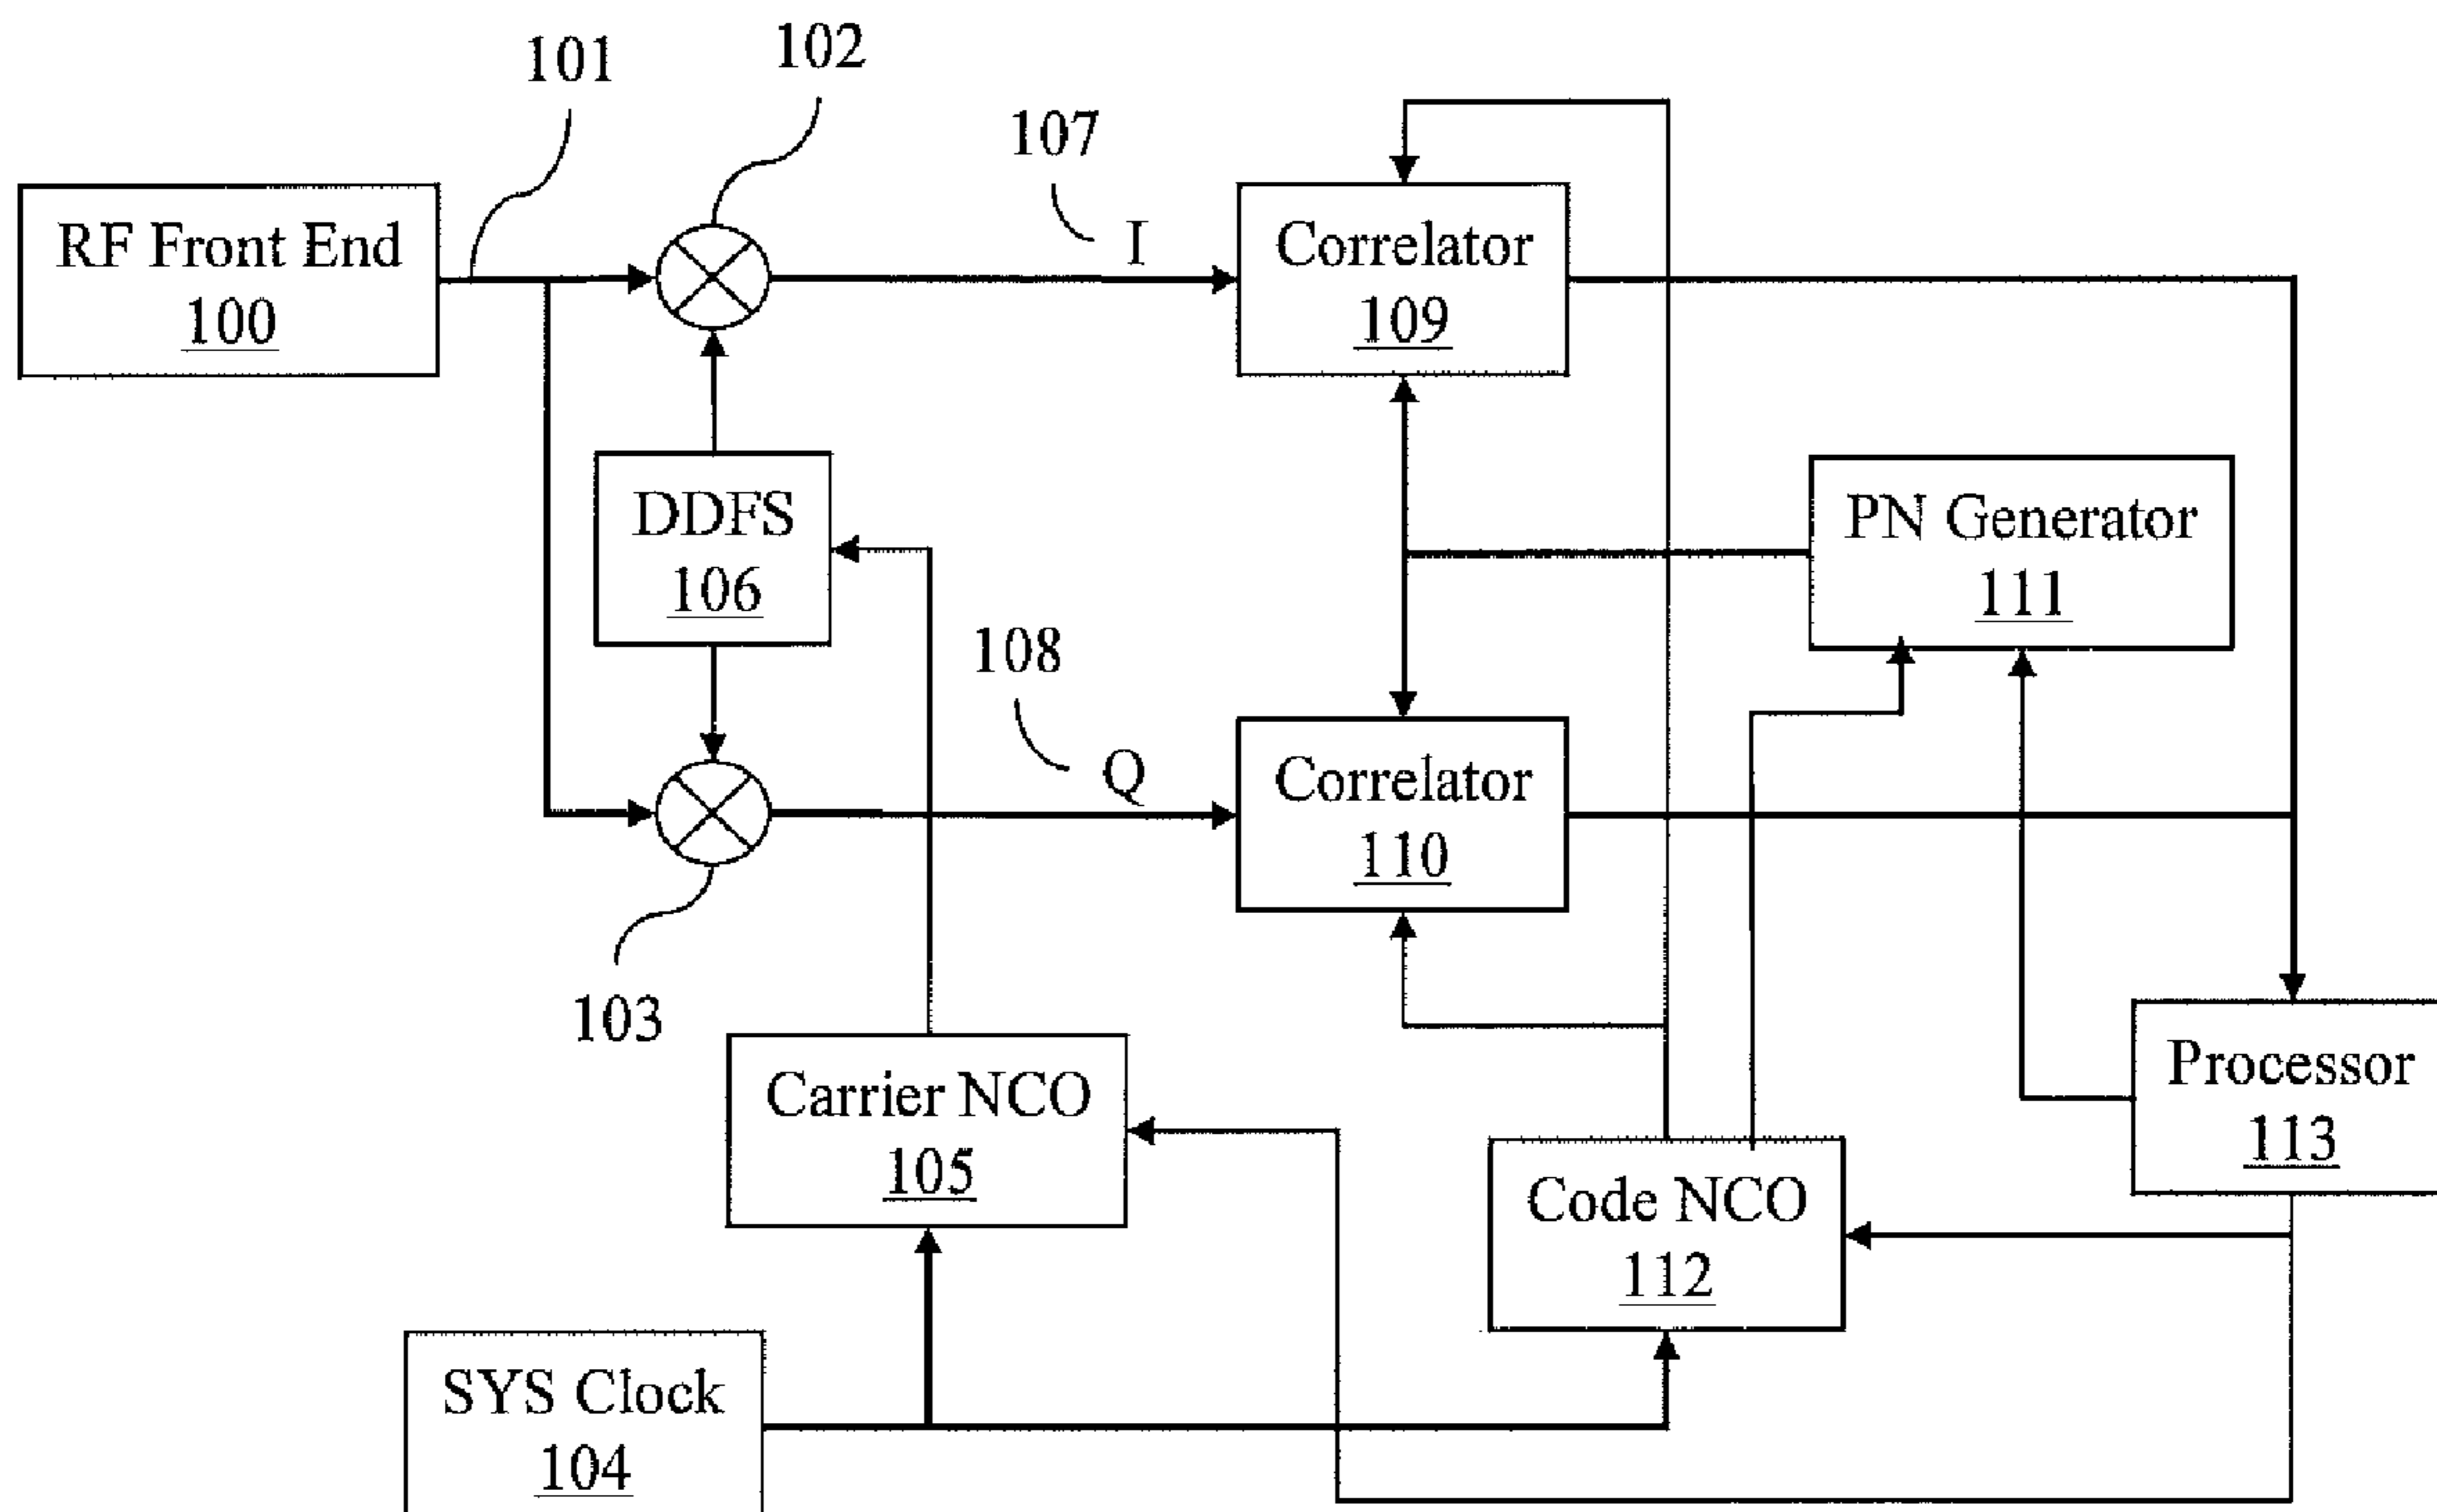 101
102
107
I
RF Front End
100
Correlator
109
DDFS
106
PN Generator
111
108
Q
Correlator
110
103
Carrier NCO
105
Processor
113
Code NCO
112
SYS Clock
104